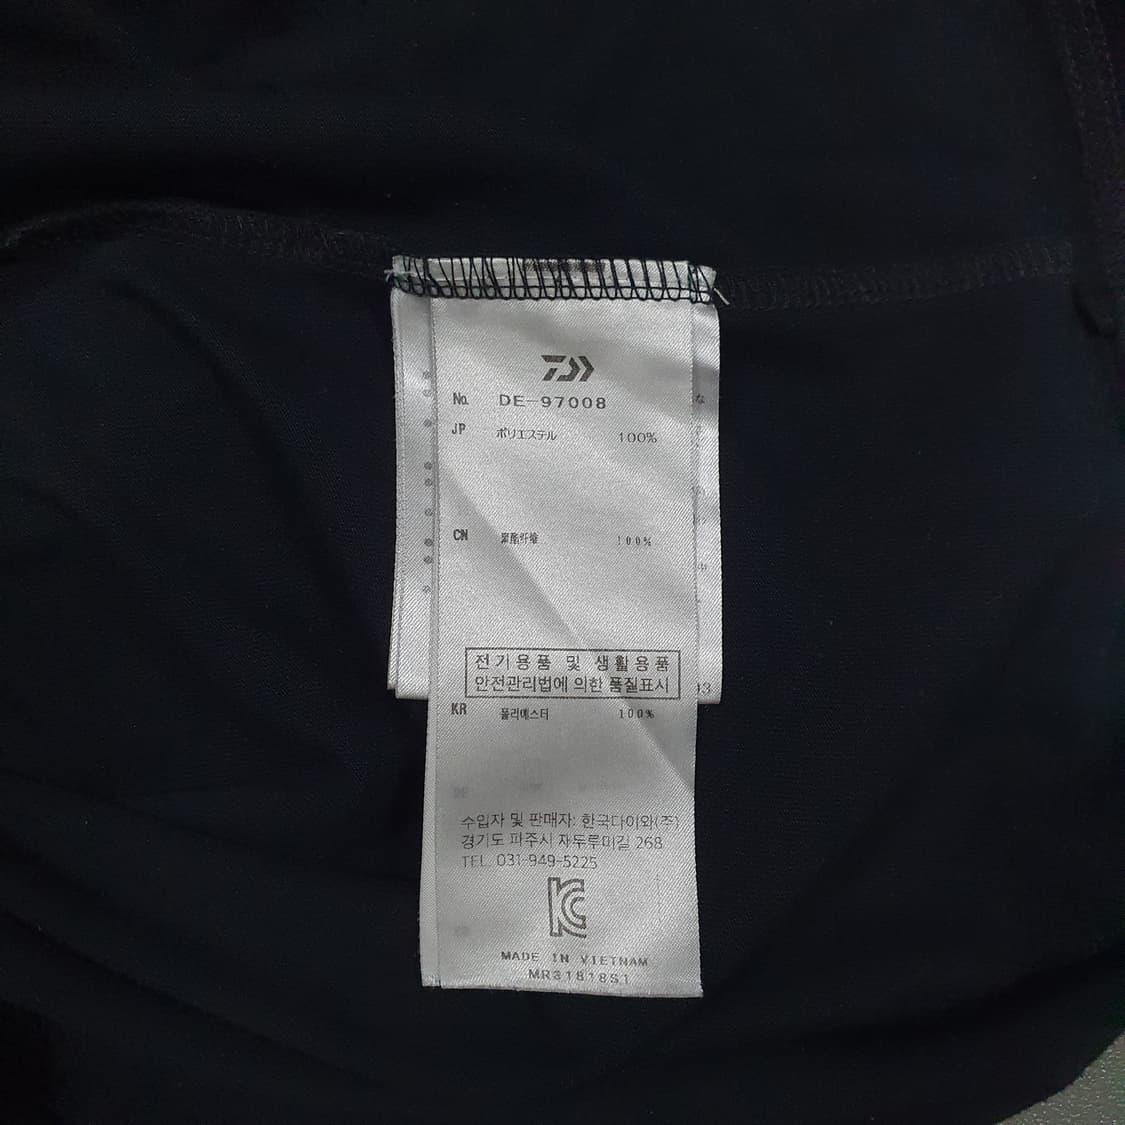 No. DE-97008
JP ポリエステル 100%
CN 聚酯纤维 100%
전기용품 및 생활용품
안전관리법에 의한 품질표시
KR 폴리에스터 100%
수입자 및 판매자: 한국다이와(주)
경기도 파주시 자두루미길 268
TEL. 031-949-5225
MADE IN VIETNAM
MR31818S1